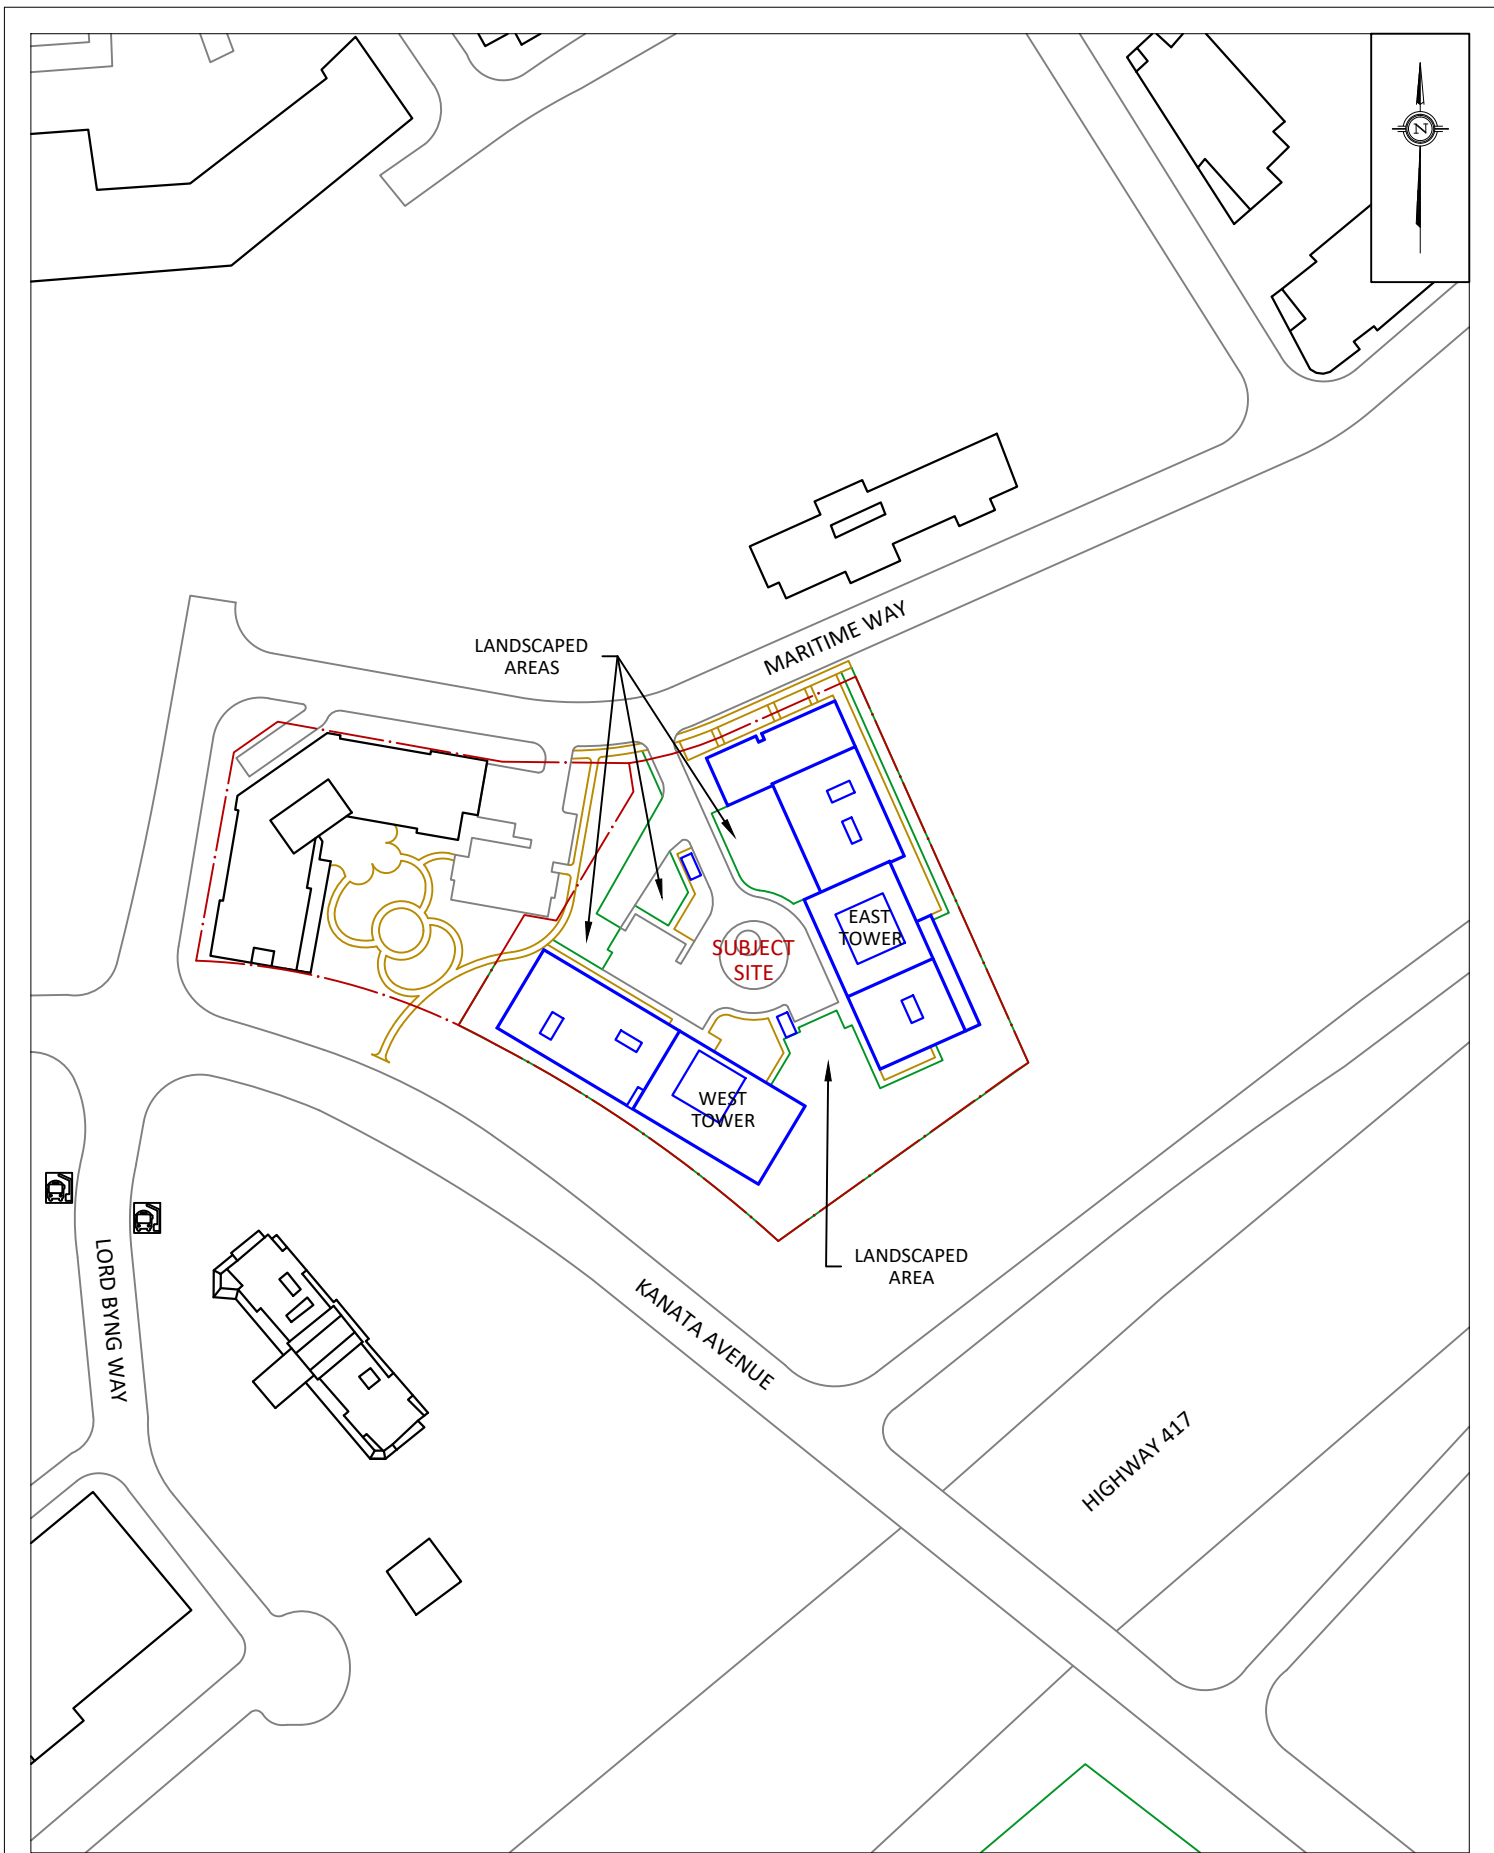 N
LANDSCAPED
AREAS
MARITIME WAY
EAST
TOWER
SUBJECT
SITE
WEST
TOWER
LORD BYNG WAY
LANDSCAPED
AREA
KANATA AVENUE
HIGHWAY 417